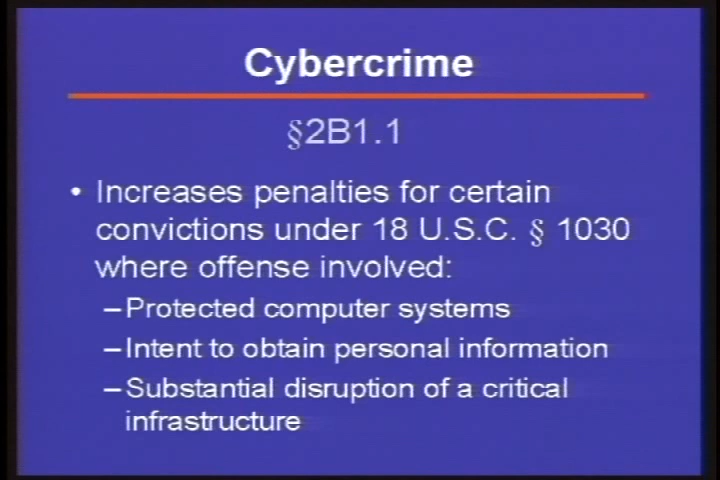 Cybercrime
§2B1.1
• Increases penalties for certain
convictions under 18 U.S.C. § 1030
where offense involved:
–Protected computer systems
–Intent to obtain personal information
–Substantial disruption of a critical
infrastructure